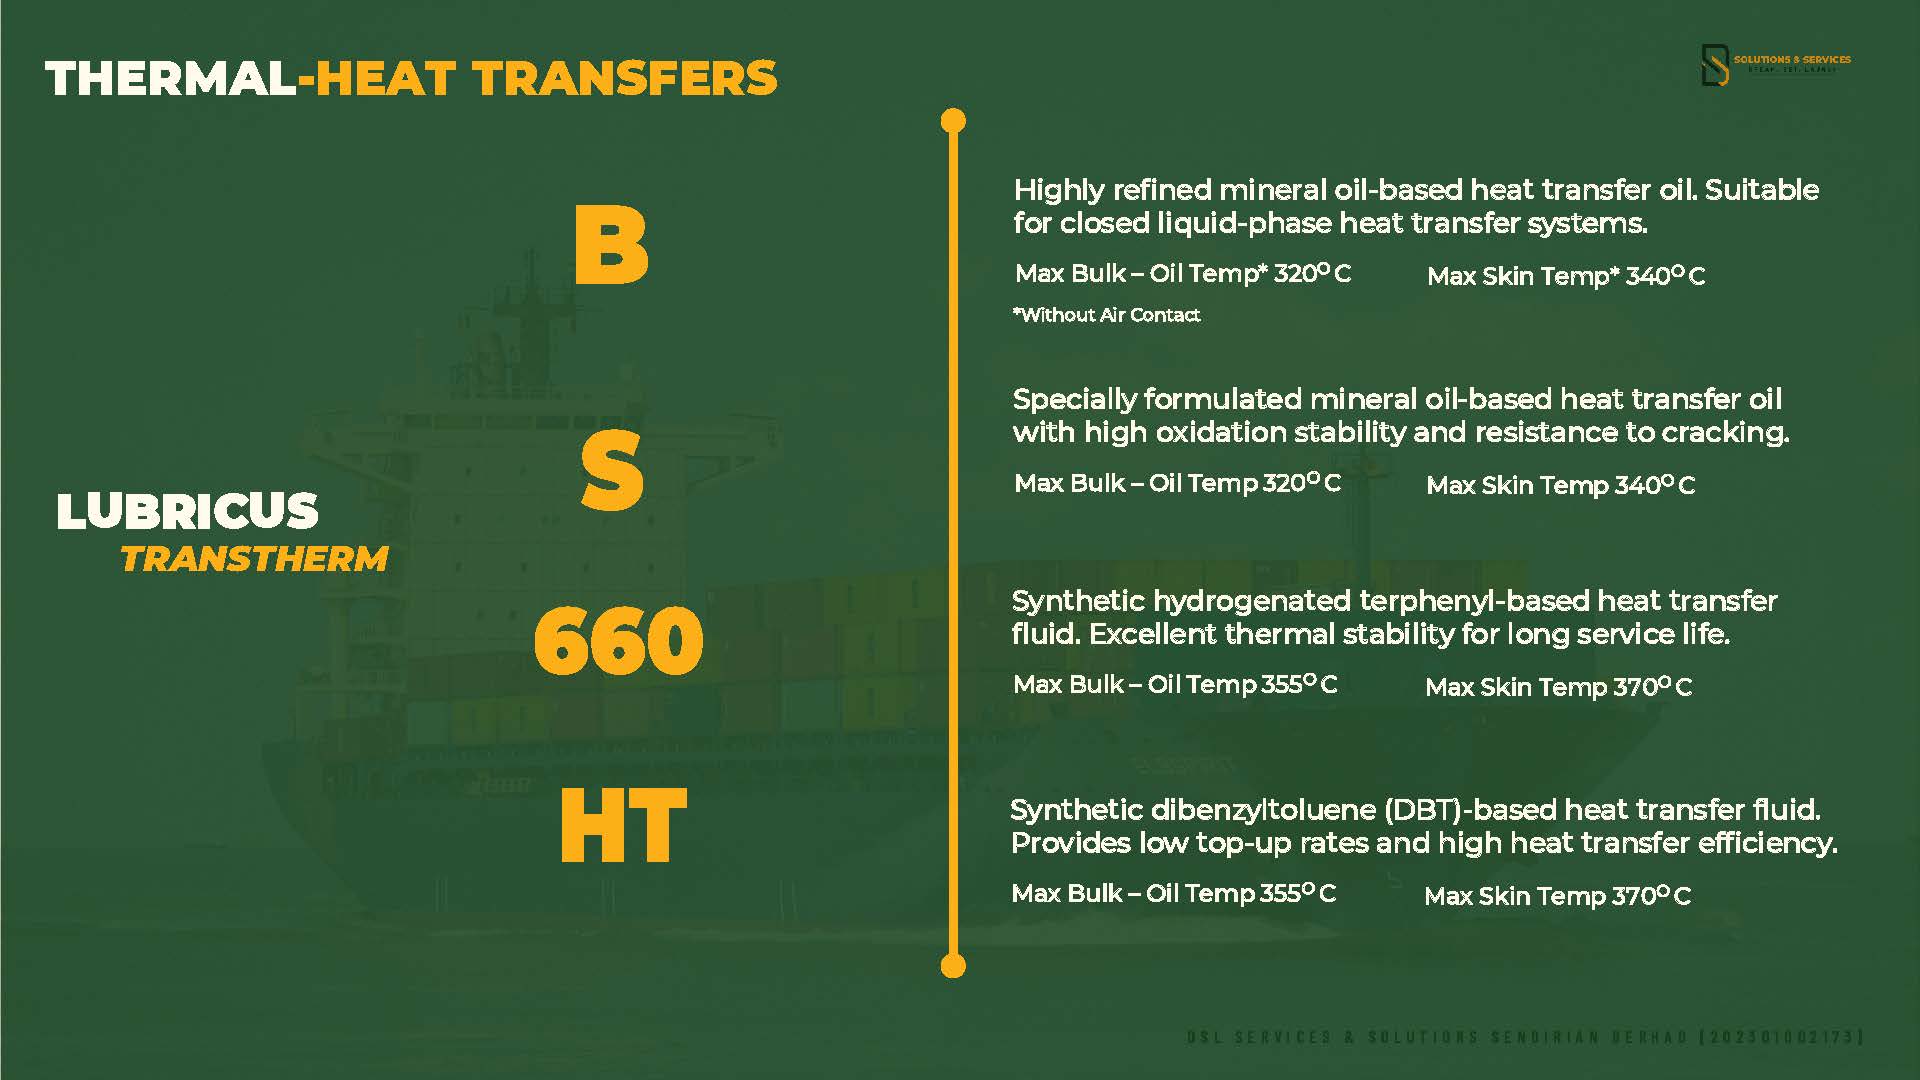 THERMAL-HEAT TRANSFERS
SOLUTIONS & SERVICES
B
Highly refined mineral oil-based heat transfer oil. Suitable
for closed liquid-phase heat transfer systems.
Max Bulk – Oil Temp* 320°C Max Skin Temp* 340°C
*Without Air Contact
S
Specially formulated mineral oil-based heat transfer oil
with high oxidation stability and resistance to cracking.
Max Bulk – Oil Temp 320°C Max Skin Temp 340°C
LUBRICUS
TRANSTHERM
660
Synthetic hydrogenated terphenyl-based heat transfer
fluid. Excellent thermal stability for long service life.
Max Bulk – Oil Temp 355°C Max Skin Temp 370°C
HT
Synthetic dibenzyltoluene (DBT)-based heat transfer fluid.
Provides low top-up rates and high heat transfer efficiency.
Max Bulk – Oil Temp 355°C Max Skin Temp 370°C
DSL SERVICES & SOLUTIONS SENDIRIAN BERHAD [202301002173]